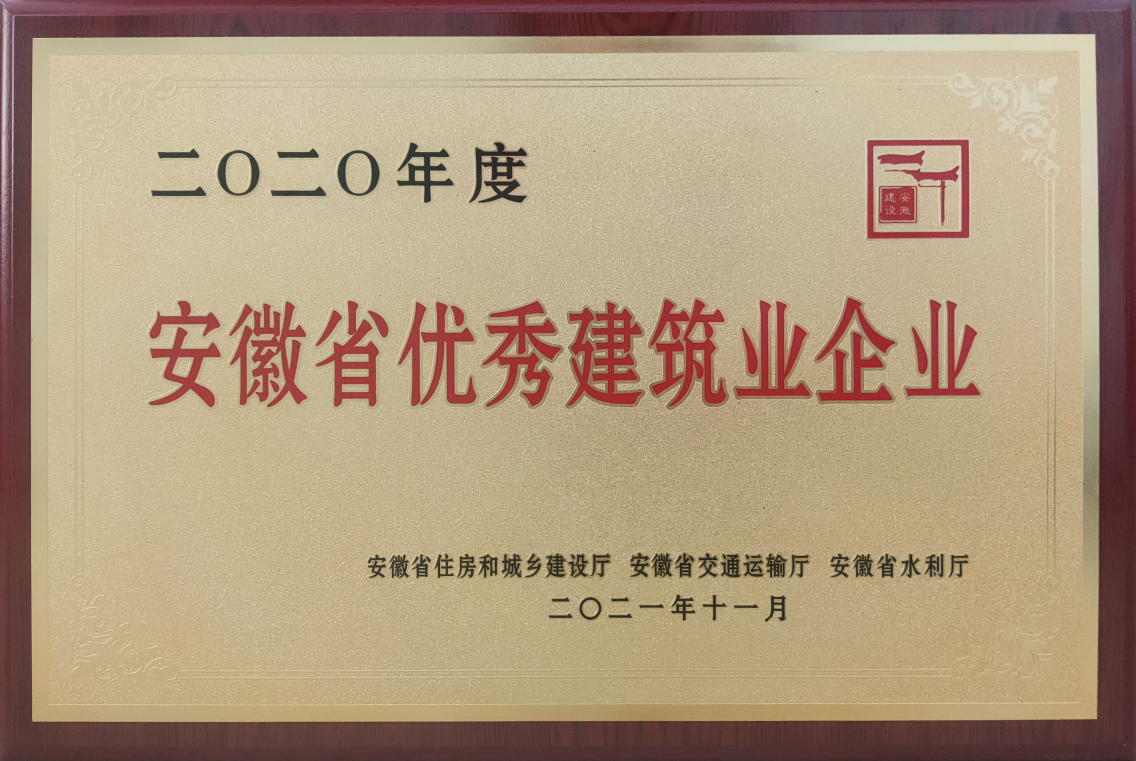 二〇二〇年度
安徽
建设
安徽省优秀建筑业企业
安徽省住房和城乡建设厅 安徽省交通运输厅 安徽省水利厅
二〇二一年十一月